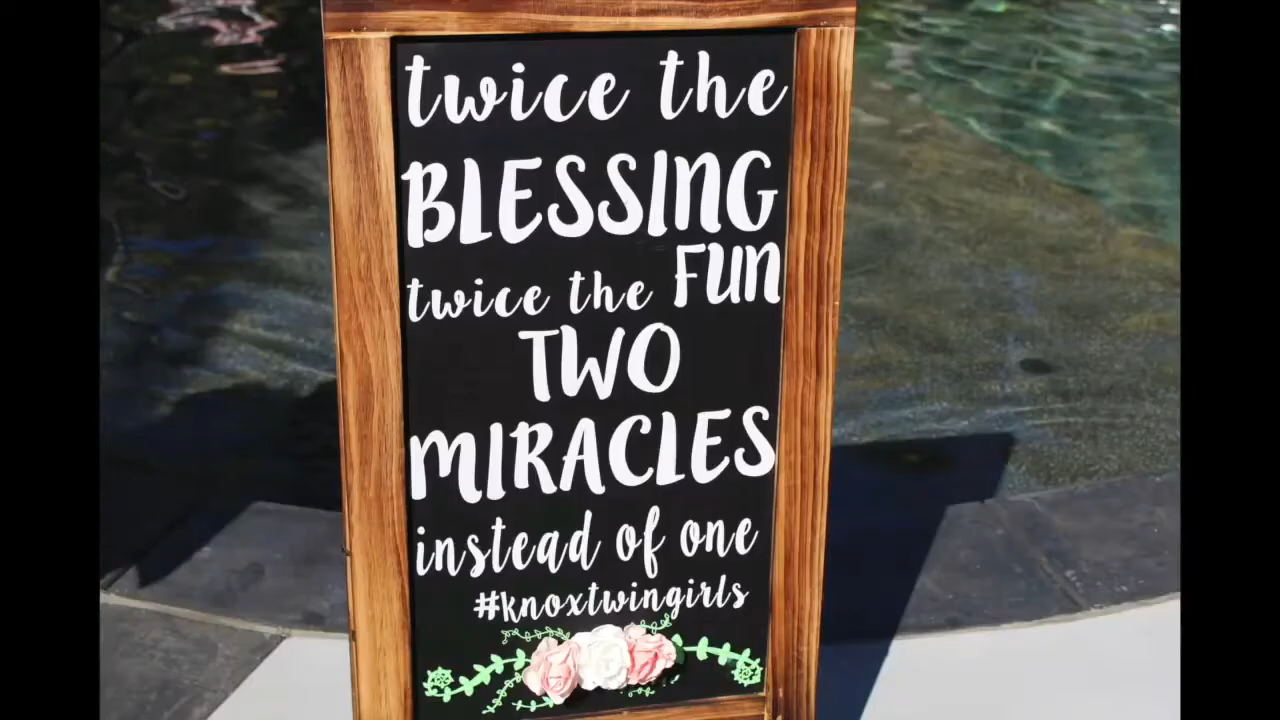 twice the
BLESSING
twice the FUN
TWO
MIRACLES
instead of one
#knoxtwingirls